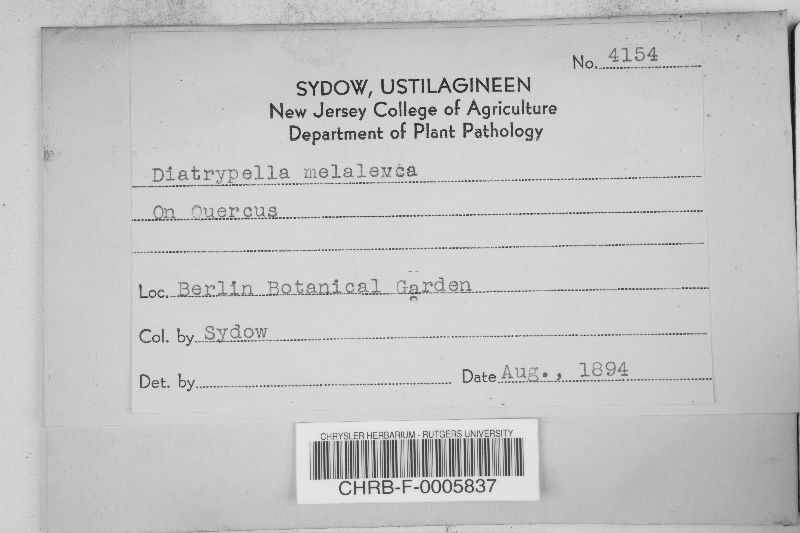 No. 4154
SYDOW, USTILAGINEEN
New Jersey College of Agriculture
Department of Plant Pathology
Diatrypella melaleuca
On Quercus
Loc. Berlin Botanical Garden
Col. by Sydow
Det. by
Date Aug., 1894
CHRYSLER HERBARIUM - RUTGERS UNIVERSITY
CHRB-F-0005837